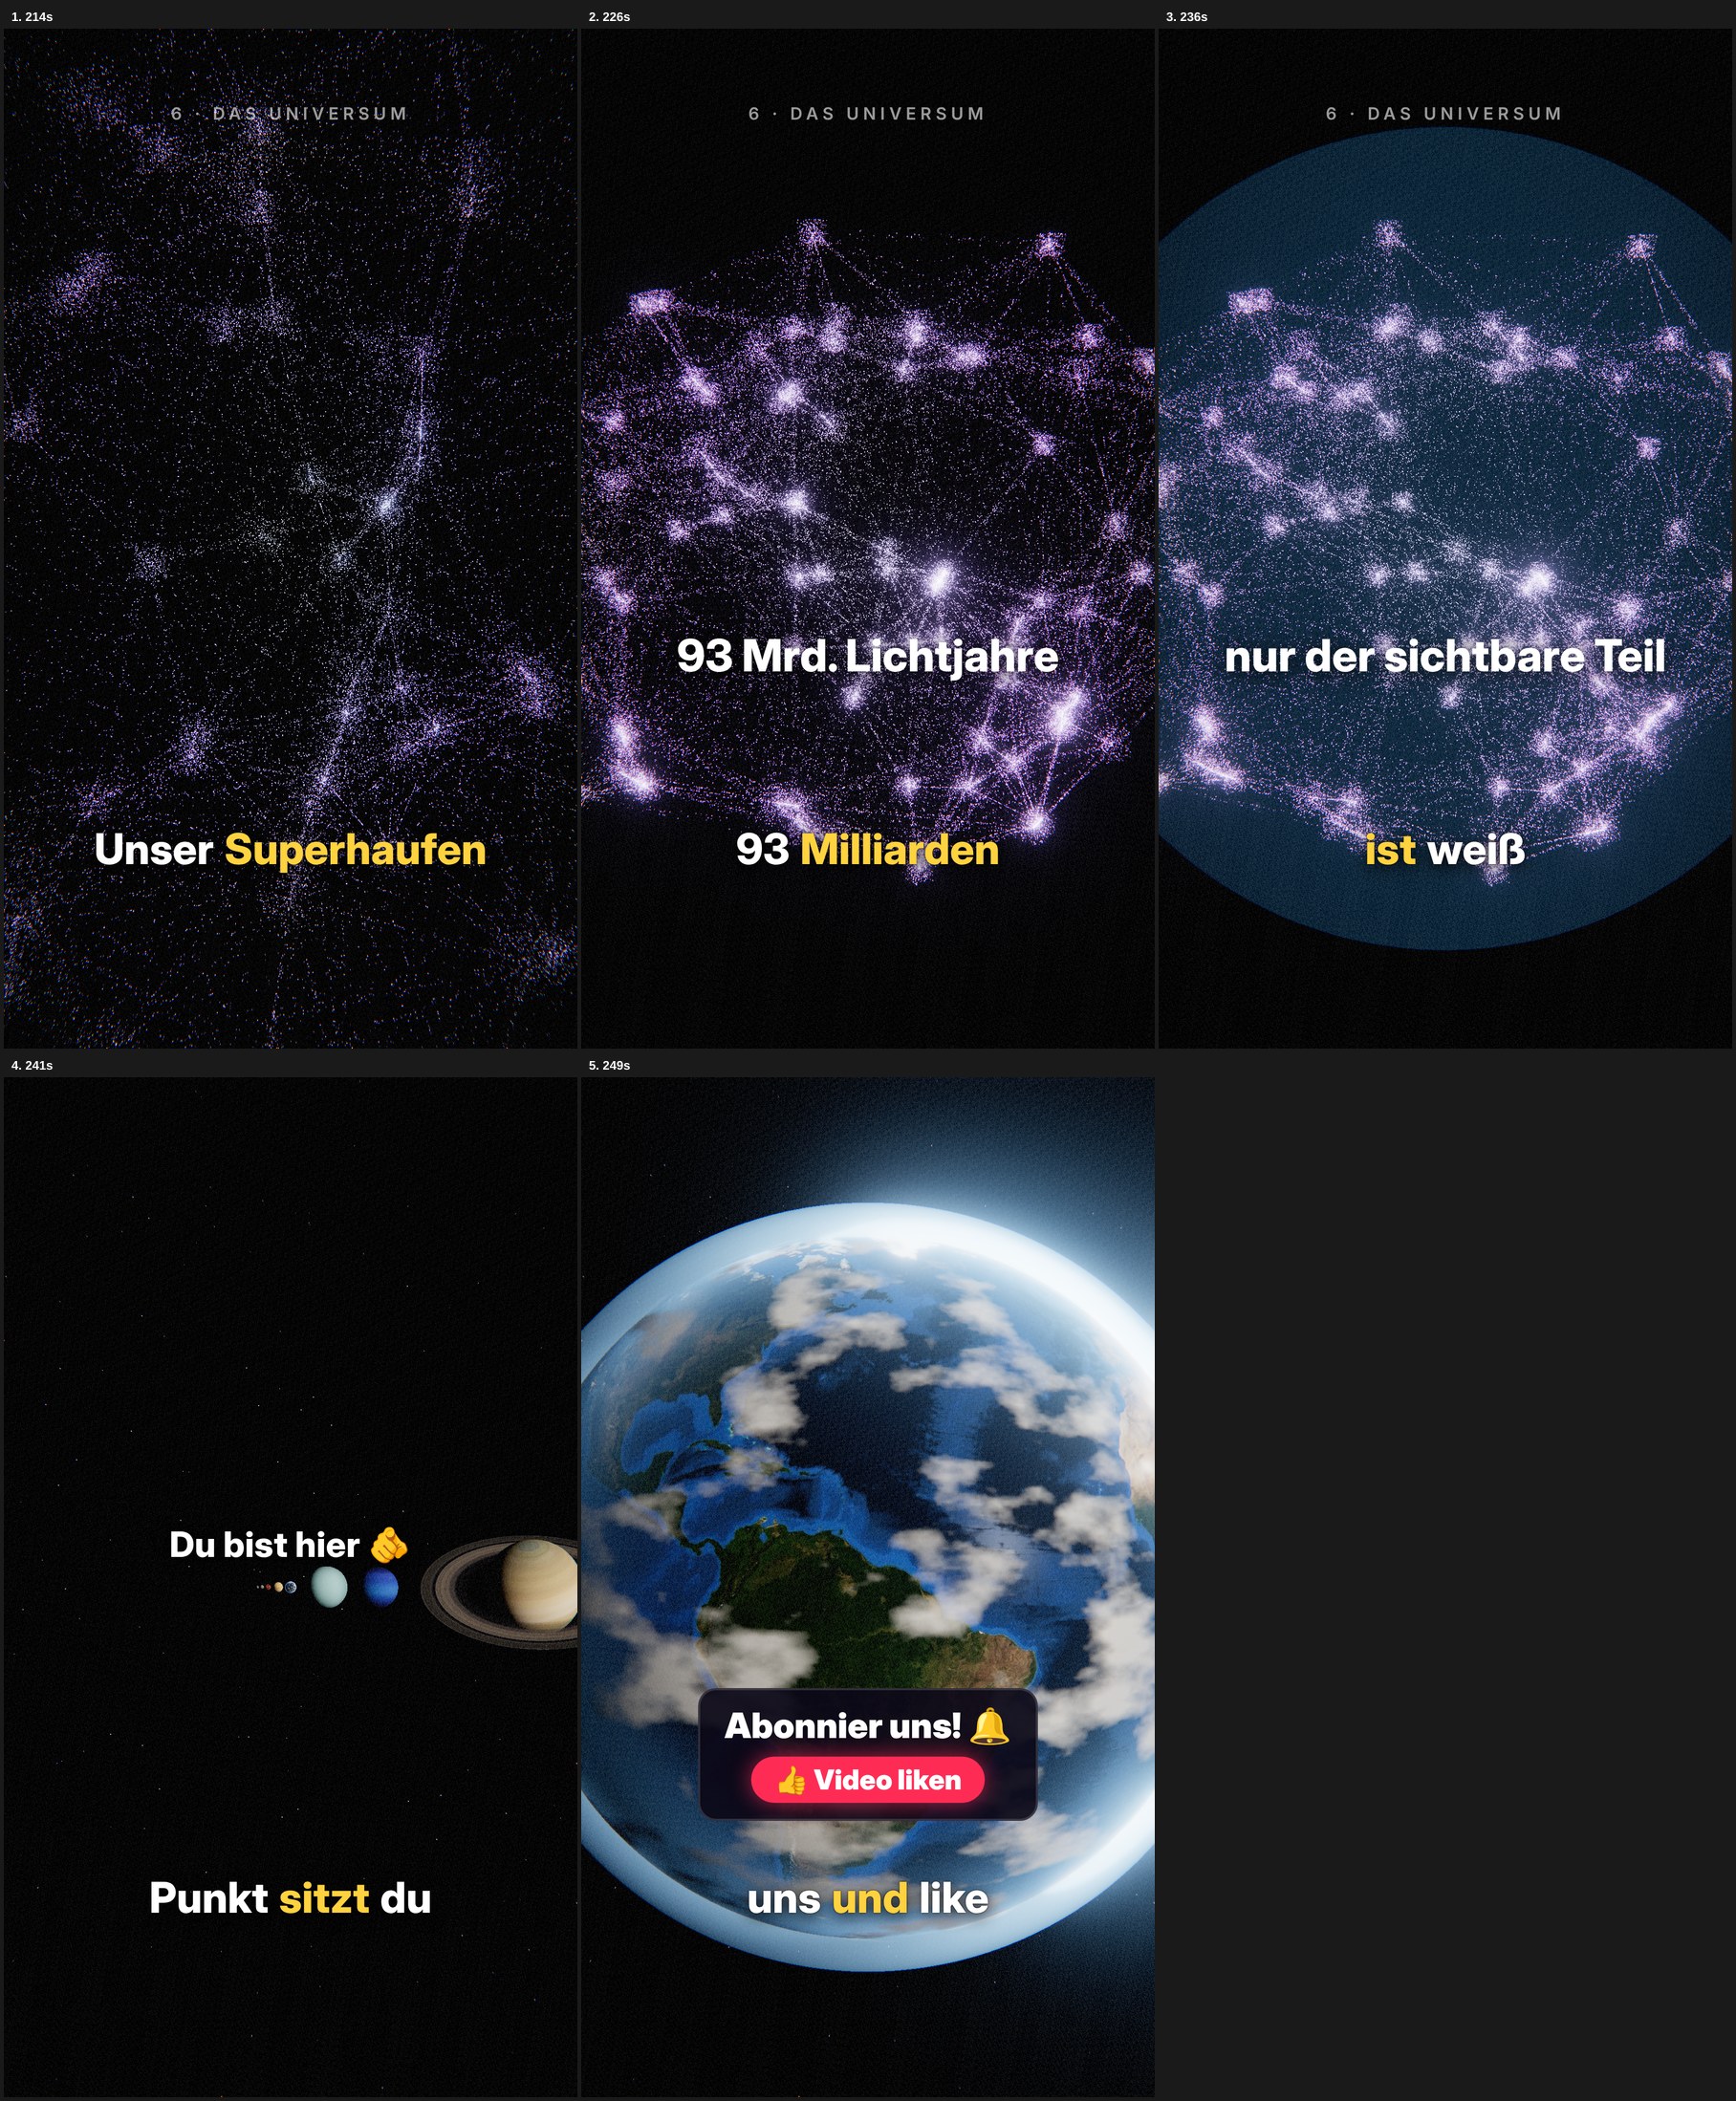 1. 214s
6 · DAS UNIVERSUM
Unser Superhaufen
2. 226s
6 · DAS UNIVERSUM
93 Mrd. Lichtjahre
93 Milliarden
3. 236s
6 · DAS UNIVERSUM
nur der sichtbare Teil
ist weiß
4. 241s
Du bist hier 🫵
Punkt sitzt du
5. 249s
Abonnier uns! 🔔
👍 Video liken
uns und like